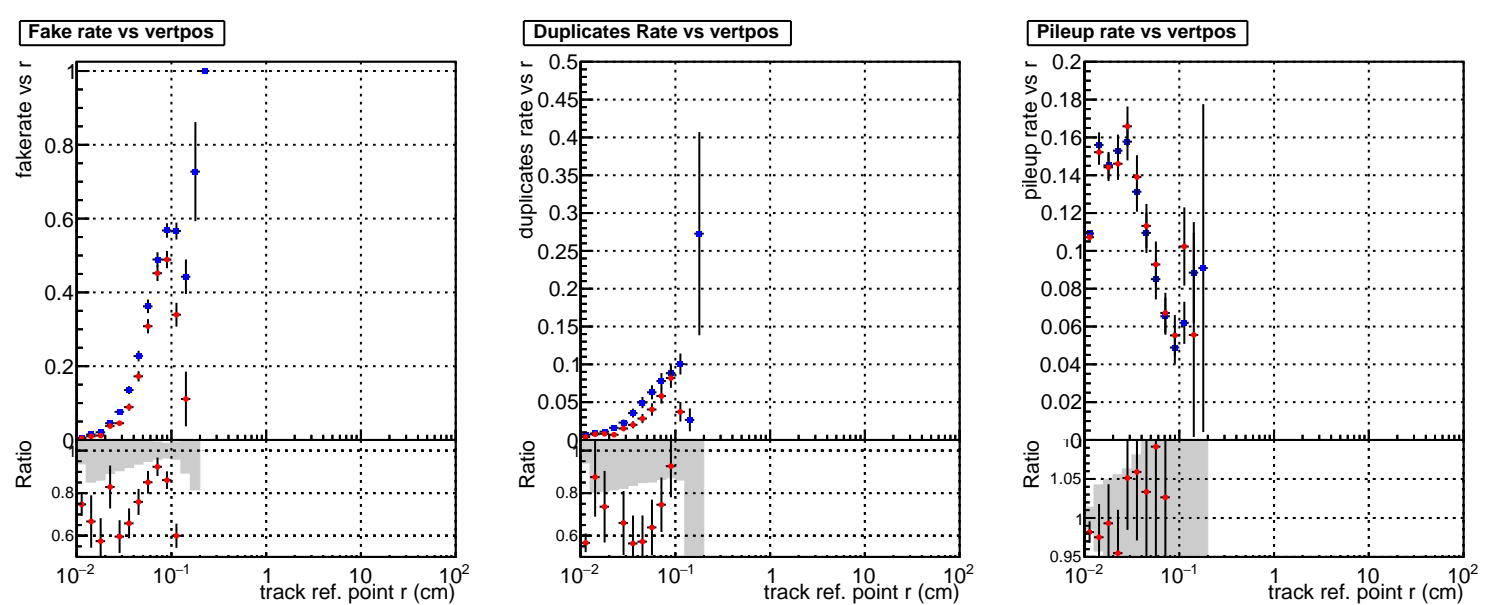 Fake rate vs vertpos
fakerate vs r
1
0.8
0.6
0.4
0.2
0
Ratio
1
0.8
0.6
10⁻² 10⁻¹ 1 10 10²
track ref. point r (cm)
Duplicates Rate vs vertpos
duplicates rate vs r
0.5
0.45
0.4
0.35
0.3
0.25
0.2
0.15
0.1
0.05
0
Ratio
1
0.8
0.6
10⁻² 10⁻¹ 1 10 10²
track ref. point r (cm)
Pileup rate vs vertpos
pileup rate vs r
0.2
0.18
0.16
0.14
0.12
0.1
0.08
0.06
0.04
0.02
0
Ratio
1.05
1
0.95
10⁻² 10⁻¹ 1 10 10²
track ref. point r (cm)